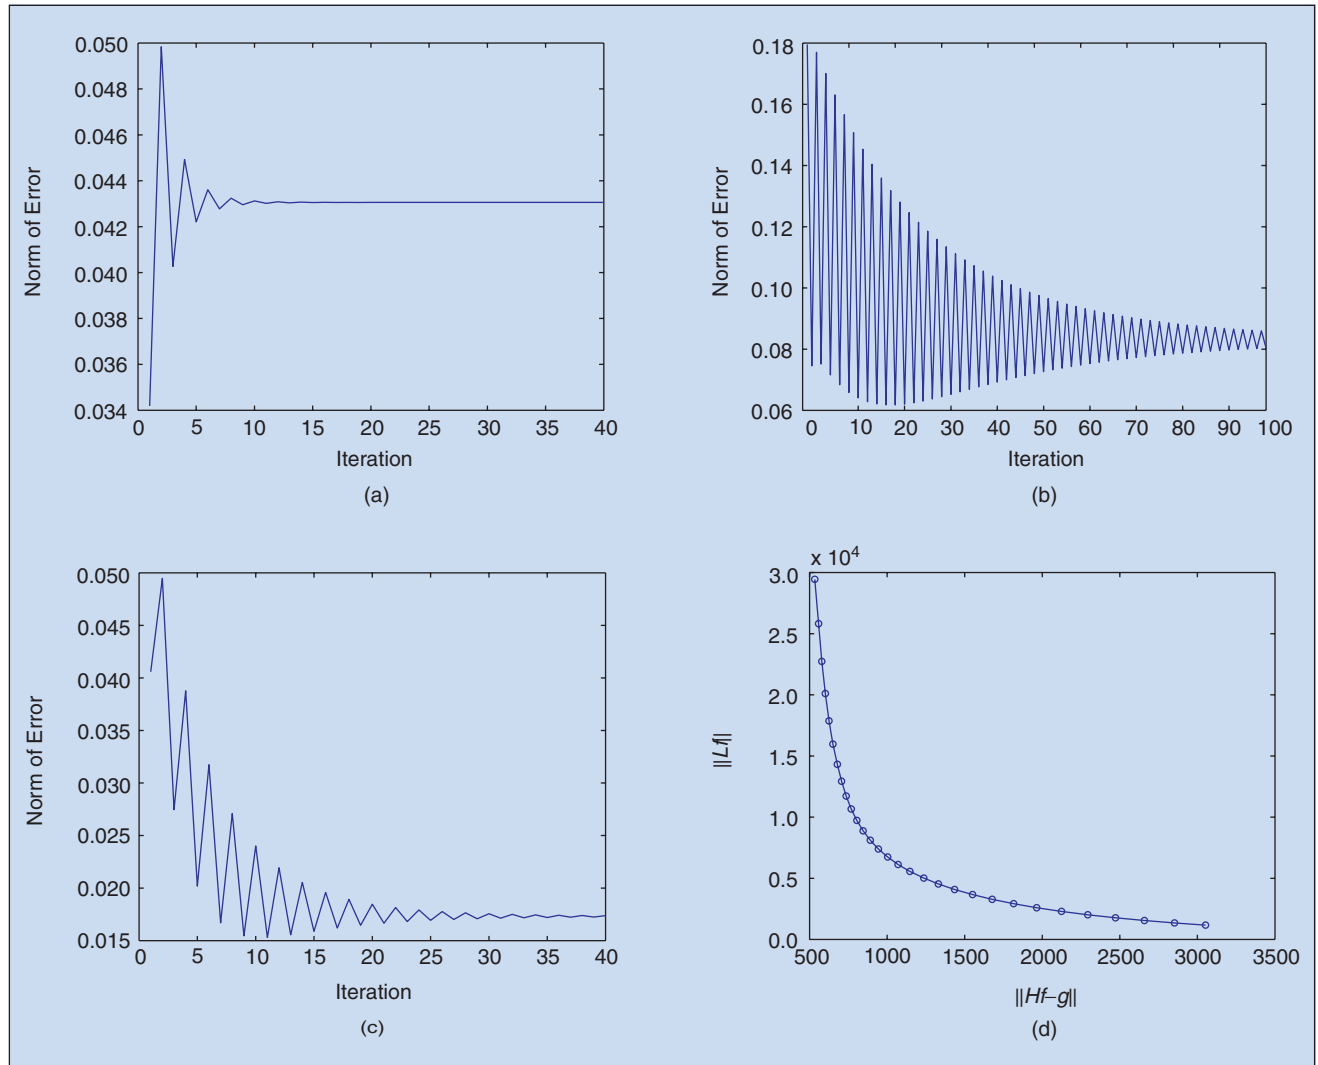 0.050
0.048
0.046
0.044
0.042
0.040
0.038
0.036
0.034
Norm of Error
0 5 10 15 20 25 30 35 40
Iteration
(a)
0.18
0.16
0.14
0.12
0.10
0.08
0.06
Norm of Error
0 10 20 30 40 50 60 70 80 90 100
Iteration
(b)
0.050
0.045
0.040
0.035
0.030
0.025
0.020
0.015
Norm of Error
0 5 10 15 20 25 30 35 40
Iteration
(c)
x 10⁴
3.0
2.5
2.0
1.5
1.0
0.5
0.0
||Lf||
500 1000 1500 2000 2500 3000 3500
||Hf–g||
(d)